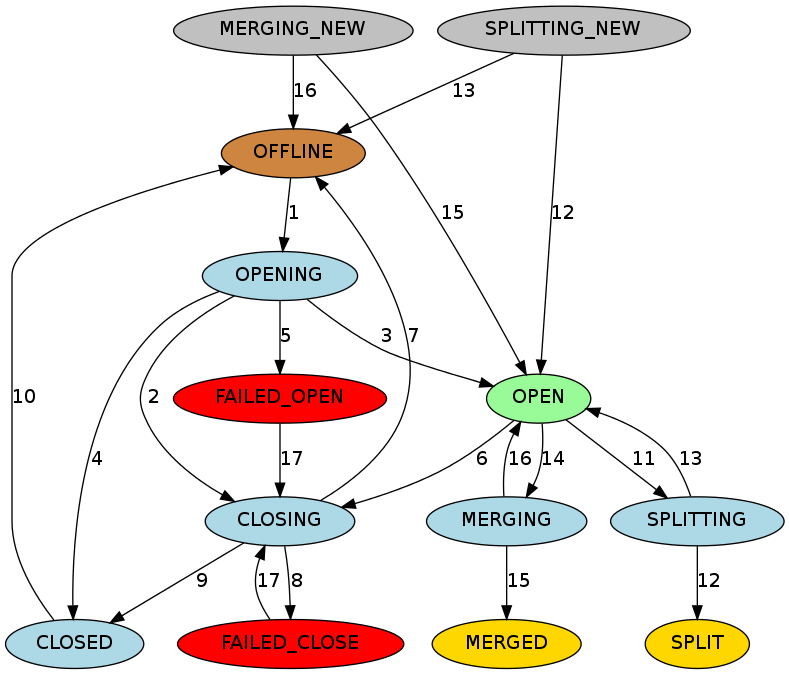 MERGING_NEW
SPLITTING_NEW
16
13
OFFLINE
1
15
12
OPENING
5
3
7
10
2
4
FAILED_OPEN
OPEN
17
6
16
14
11
13
CLOSING
MERGING
SPLITTING
9
17
8
15
12
CLOSED
FAILED_CLOSE
MERGED
SPLIT